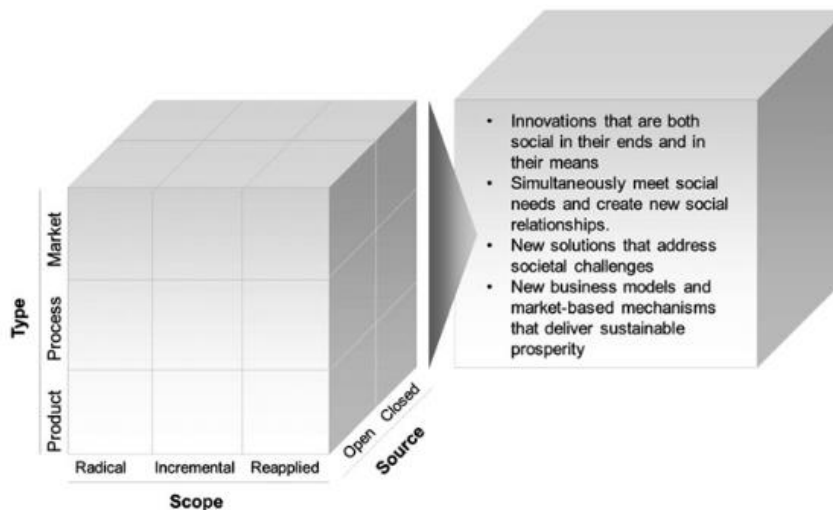 • Innovations that are both
social in their ends and in
their means
• Simultaneously meet social
needs and create new social
relationships.
• New solutions that address
societal challenges
• New business models and
market-based mechanisms
that deliver sustainable
prosperity
Type
Market
Process
Product
Radical
Incremental
Reapplied
Scope
Open
Closed
Source